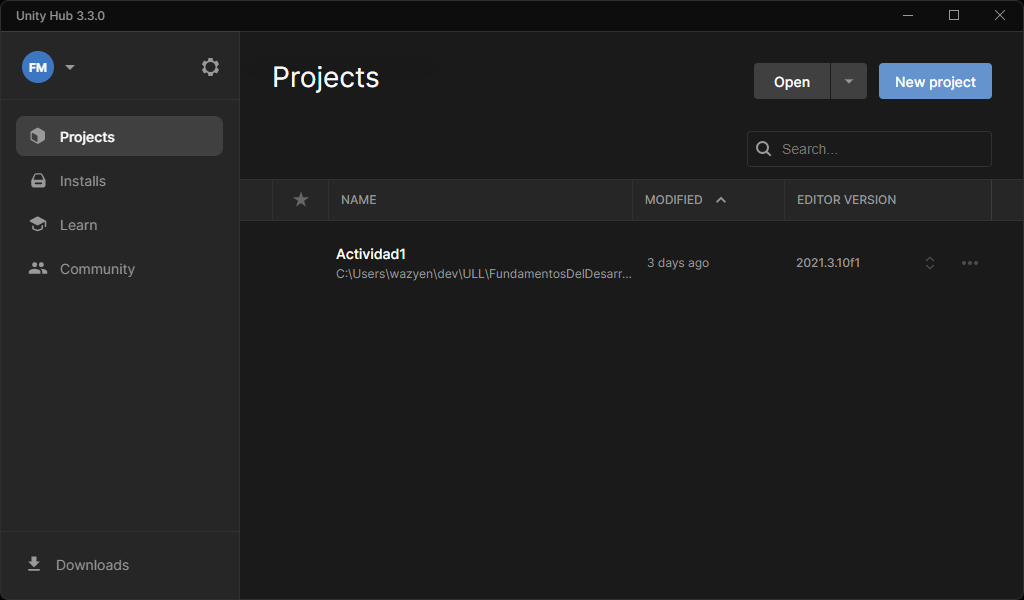 Unity Hub 3.3.0
FM
Projects
Installs
Learn
Community
Downloads
Projects
Open
New project
Search...
NAME MODIFIED EDITOR VERSION
Actividad1
C:\Users\wazyen\dev\ULL\FundamentosDelDesarr...
3 days ago
2021.3.10f1